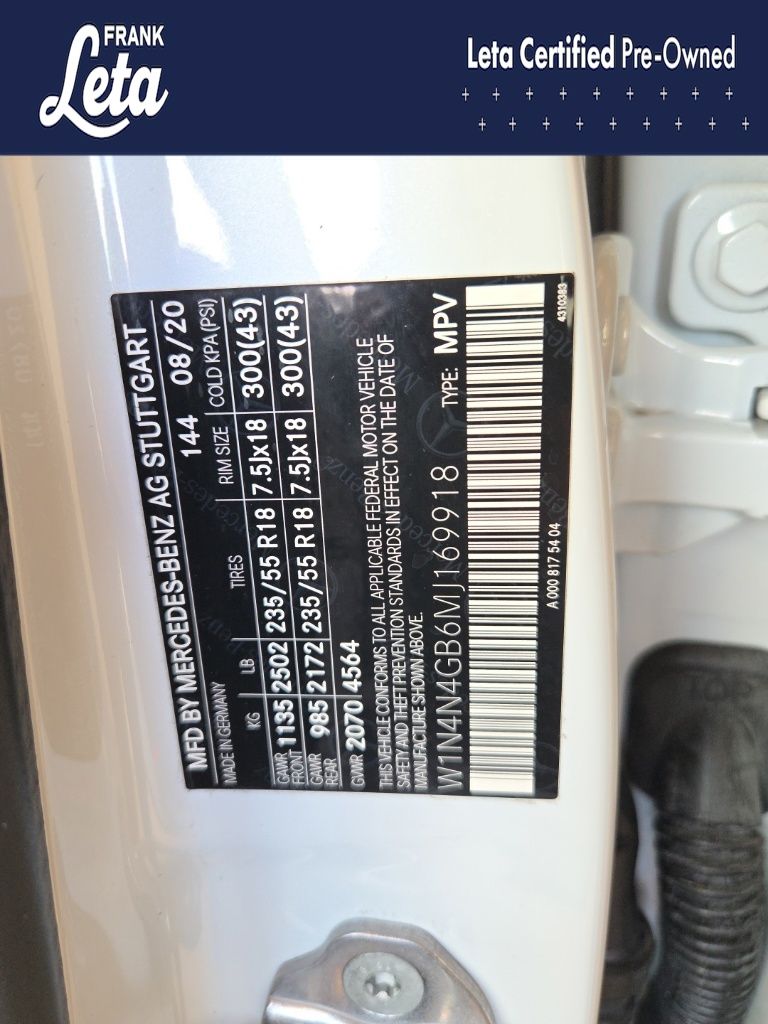 FRANK
Leta
Leta Certified Pre-Owned
MFD BY MERCEDES-BENZ AG STUTTGART
MADE IN GERMANY 144 08/20
KG LB TIRES RIM SIZE COLD KPA(PSI)
GAWR FRONT 1135 2502 235/55 R18 7.5Jx18 300(43)
GAWR REAR 985 2172 235/55 R18 7.5Jx18 300(43)
GVWR 2070 4564
THIS VEHICLE CONFORMS TO ALL APPLICABLE FEDERAL MOTOR VEHICLE
SAFETY AND THEFT PREVENTION STANDARDS IN EFFECT ON THE DATE OF
MANUFACTURE SHOWN ABOVE.
W1N4N4GB6MJ169918 TYPE: MPV
A 000 817 54 04
4310383